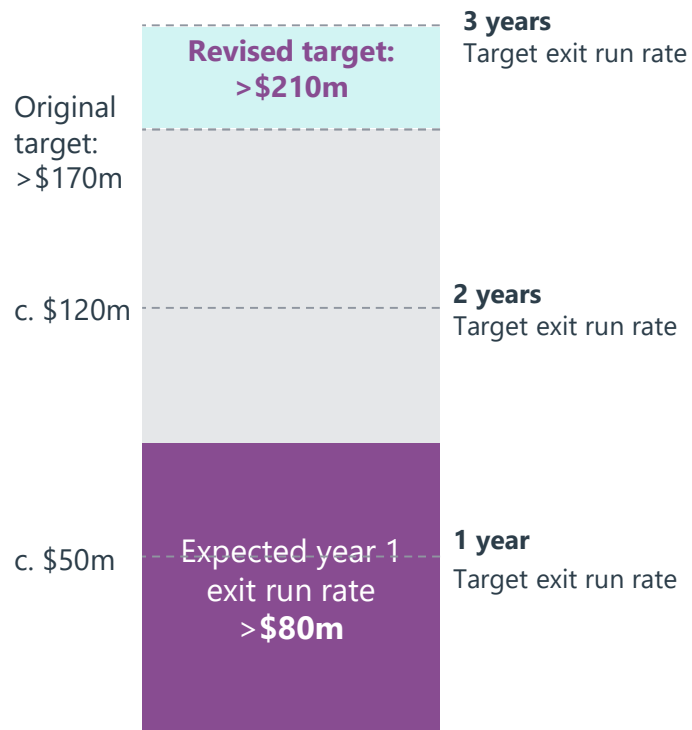 3 years
Target exit run rate
Revised target:
>$210m
Original
target:
>$170m
c. $120m
2 years
Target exit run rate
c. $50m
Expected year 1
exit run rate
>$80m
1 year
Target exit run rate